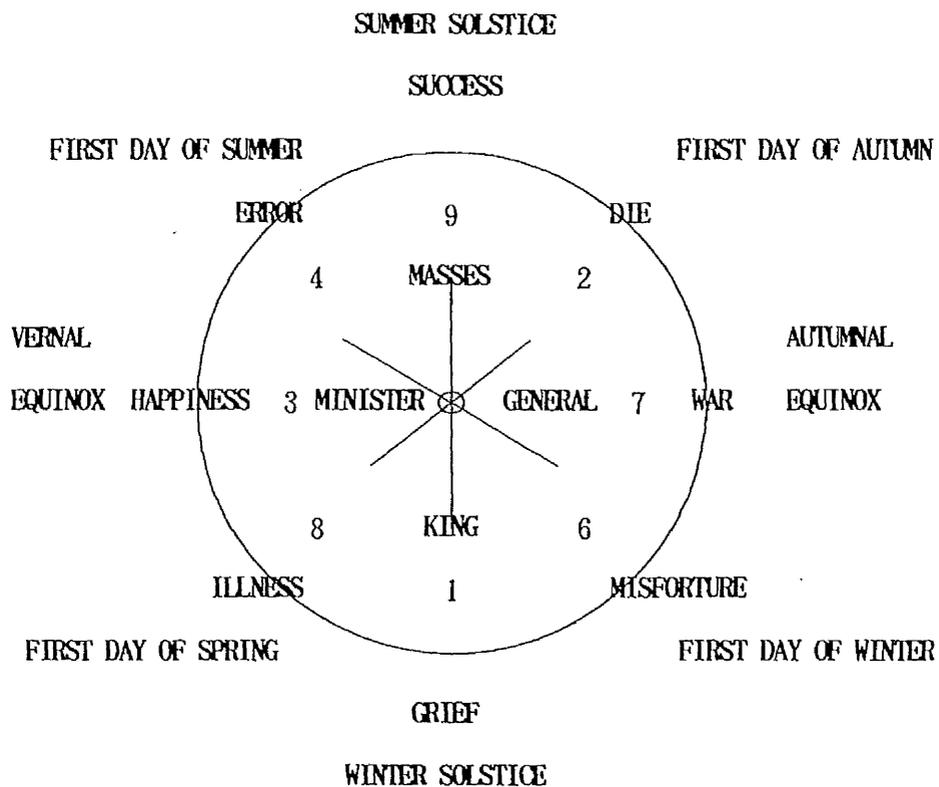 SUMMER SOLSTICE
SUCCESS
FIRST DAY OF SUMMER
FIRST DAY OF AUTUMN
ERROR
9
DIE
4
MASSES
2
VERNAL
AUTUMNAL
EQUINOX HAPPINESS 3 MINISTER GENERAL 7 WAR EQUINOX
8
KING
6
ILLNESS
1
MISFORTURE
FIRST DAY OF SPRING
FIRST DAY OF WINTER
GRIEF
WINTER SOLSTICE